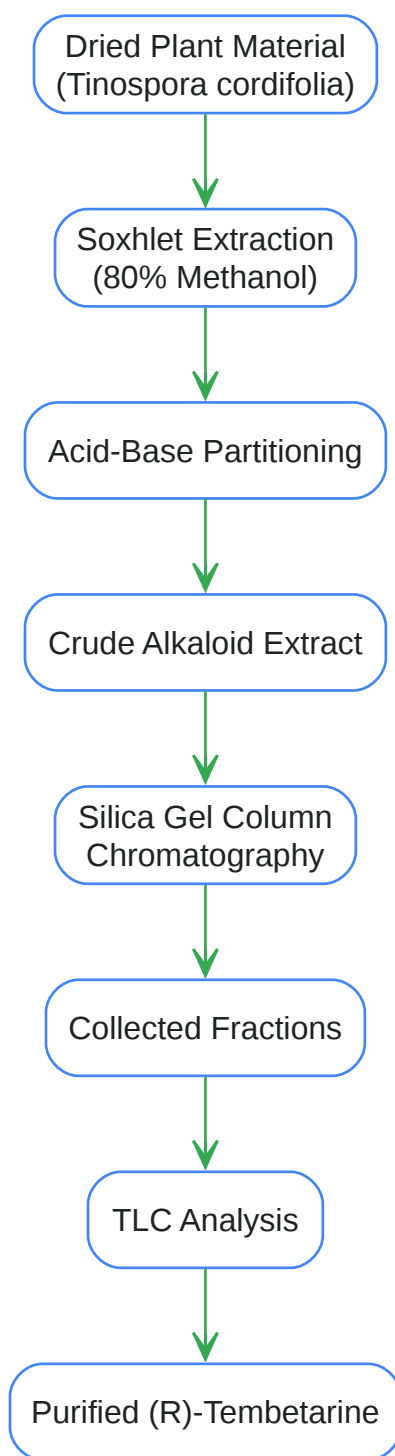 Dried Plant Material
(Tinospora cordifolia)
Soxhlet Extraction
(80% Methanol)
Acid-Base Partitioning
Crude Alkaloid Extract
Silica Gel Column
Chromatography
Collected Fractions
TLC Analysis
Purified (R)-Tembetarine